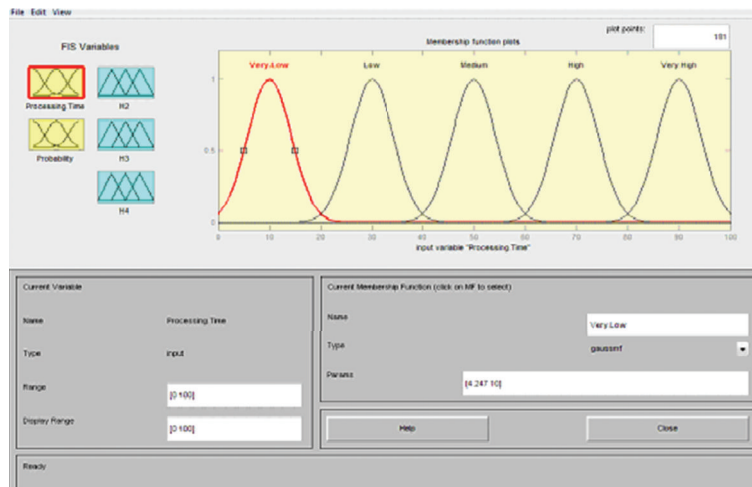 File Edit View
FIS Variables
Processing Time
H2
Probability
H3
H4
Membership function plots
plot points:
181
Very.Low
Low
Medium
High
Very High
1
0.5
0
0 10 20 30 40 50 60 70 80 90 100
input variable "Processing Time"
Current Variable
Name
Processing.Time
Type
input
Range
[0 100]
Display Range
[0 100]
Current Membership Function (click on MF to select)
Name
Very.Low
Type
gaussmf
Params
[4.247 10]
Help
Close
Ready